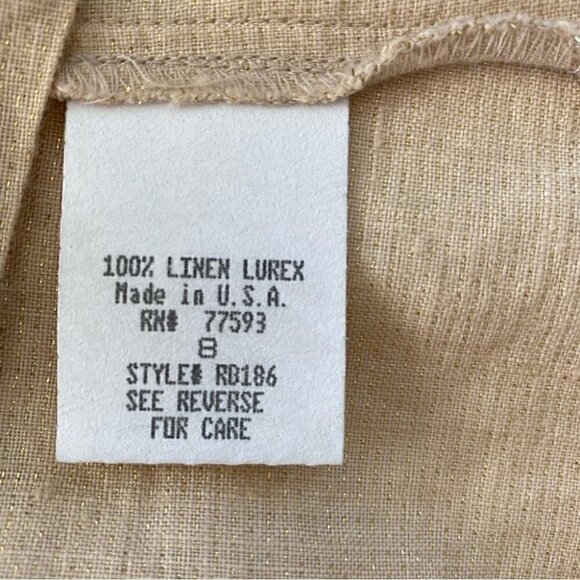 100% LINEN LUREX
Made in U.S.A.
RN# 77593
8
STYLE# RB186
SEE REVERSE
FOR CARE